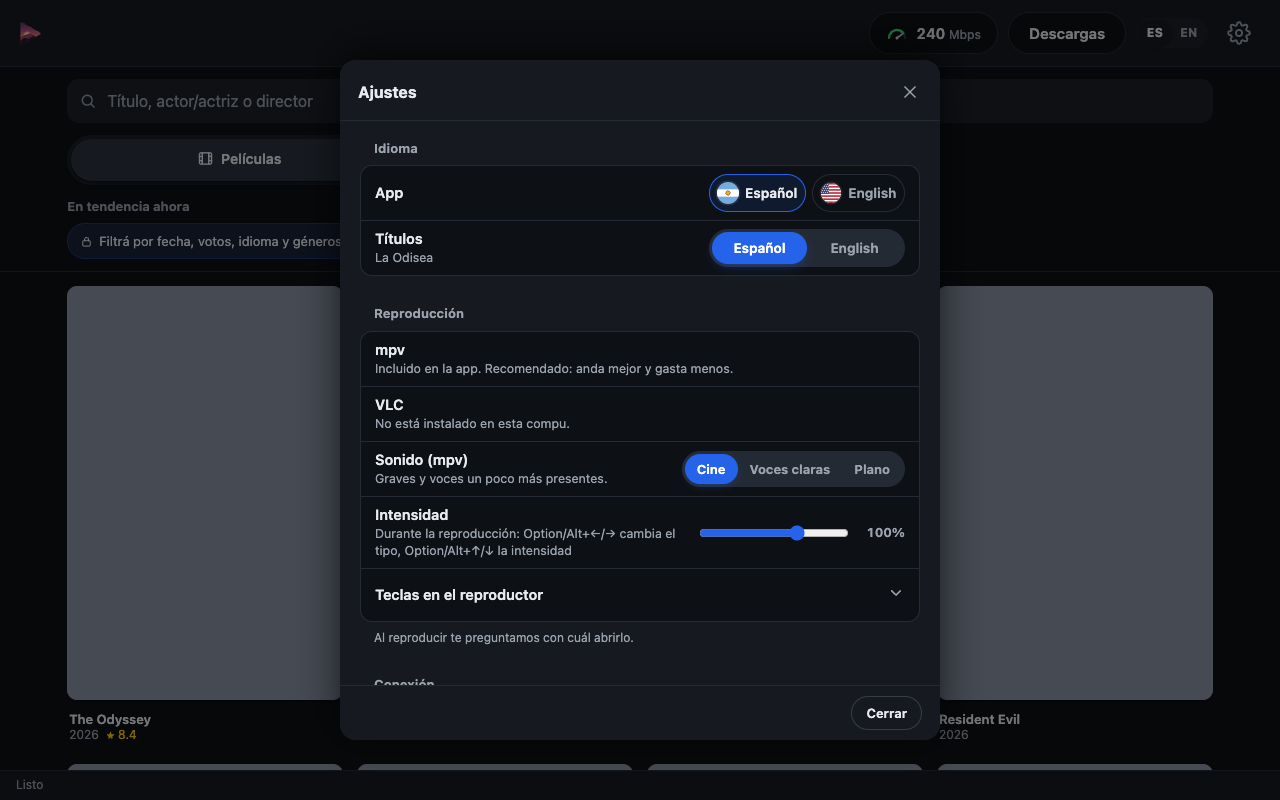 240 Mbps
Descargas
ES EN
Ajustes
Título, actor/actriz o director
Películas
En tendencia ahora
Filtrá por fecha, votos, idioma y géneros
Idioma
App
Español
English
Títulos
La Odisea
Español
English
Reproducción
mpv
Incluido en la app. Recomendado: anda mejor y gasta menos.
VLC
No está instalado en esta compu.
Sonido (mpv)
Graves y voces un poco más presentes.
Cine
Voces claras
Plano
Intensidad
Durante la reproducción: Option/Alt+←/→ cambia el
tipo, Option/Alt+↑/↓ la intensidad
100%
Teclas en el reproductor
Al reproducir te preguntamos con cuál abrirlo.
Conexión
Cerrar
The Odyssey
2026 ★ 8.4
Resident Evil
2026
Listo